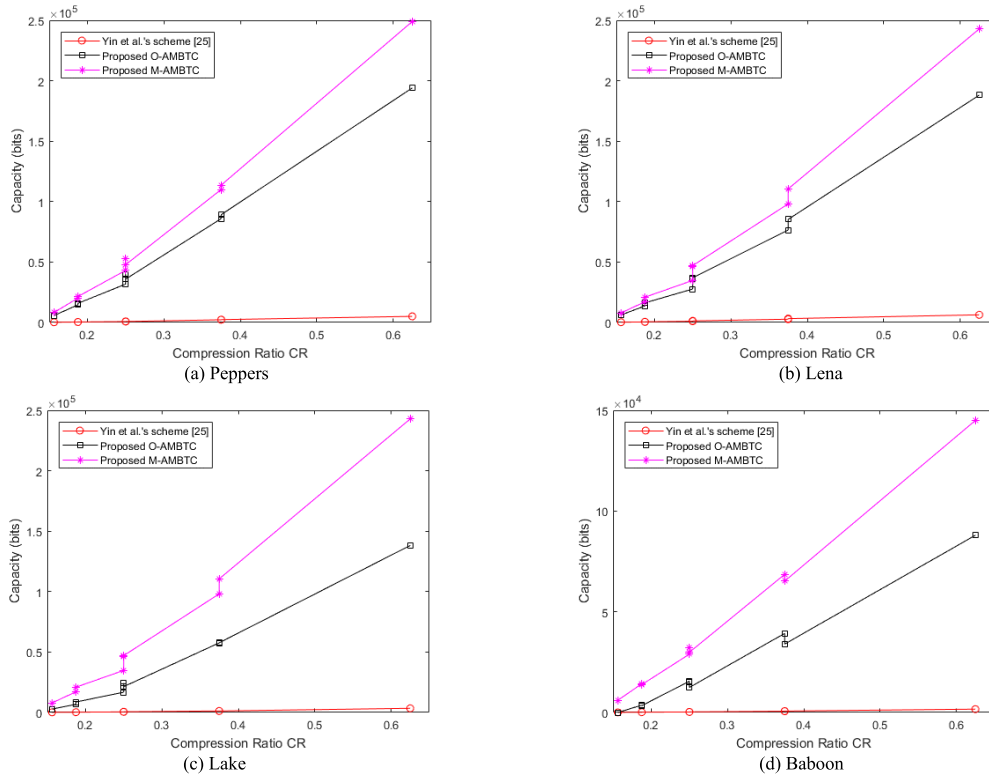 ×10^5
2.5
2
1.5
1
0.5
0
Capacity (bits)
Yin et al.'s scheme [25]
Proposed O-AMBTC
Proposed M-AMBTC
0.2 0.3 0.4 0.5 0.6
Compression Ratio CR
(a) Peppers
×10^5
2.5
2
1.5
1
0.5
0
Capacity (bits)
Yin et al.'s scheme [25]
Proposed O-AMBTC
Proposed M-AMBTC
0.2 0.3 0.4 0.5 0.6
Compression Ratio CR
(b) Lena
×10^5
2.5
2
1.5
1
0.5
0
Capacity (bits)
Yin et al.'s scheme [25]
Proposed O-AMBTC
Proposed M-AMBTC
0.2 0.3 0.4 0.5 0.6
Compression Ratio CR
(c) Lake
×10^4
15
10
5
0
Capacity (bits)
Yin et al.'s scheme [25]
Proposed O-AMBTC
Proposed M-AMBTC
0.2 0.3 0.4 0.5 0.6
Compression Ratio CR
(d) Baboon